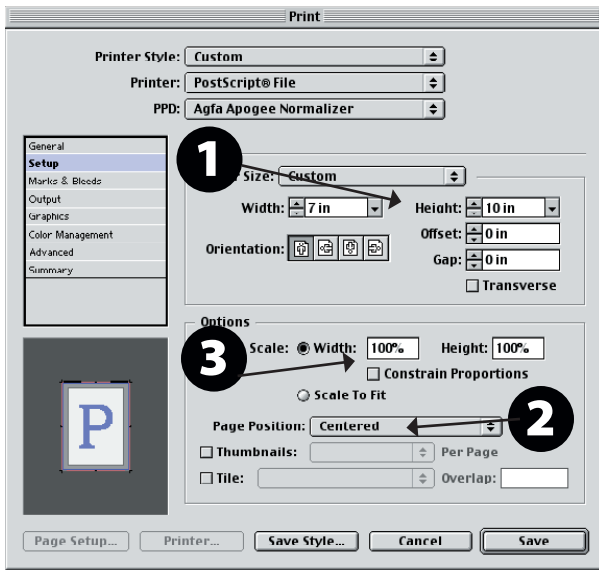 Print
Printer Style: Custom
Printer: PostScript® File
PPD: Agfa Apogee Normalizer
General
Setup
Marks & Bleeds
Output
Graphics
Color Management
Advanced
Summary
1
Size: Custom
Width: 7 in Height: 10 in
Offset: 0 in
Orientation:
Gap: 0 in
Transverse
Options
3
Scale: Width: 100% Height: 100%
Constrain Proportions
Scale To Fit
P
Page Position: Centered
2
Thumbnails: Per Page
Tile: Overlap:
Page Setup... Printer... Save Style... Cancel Save